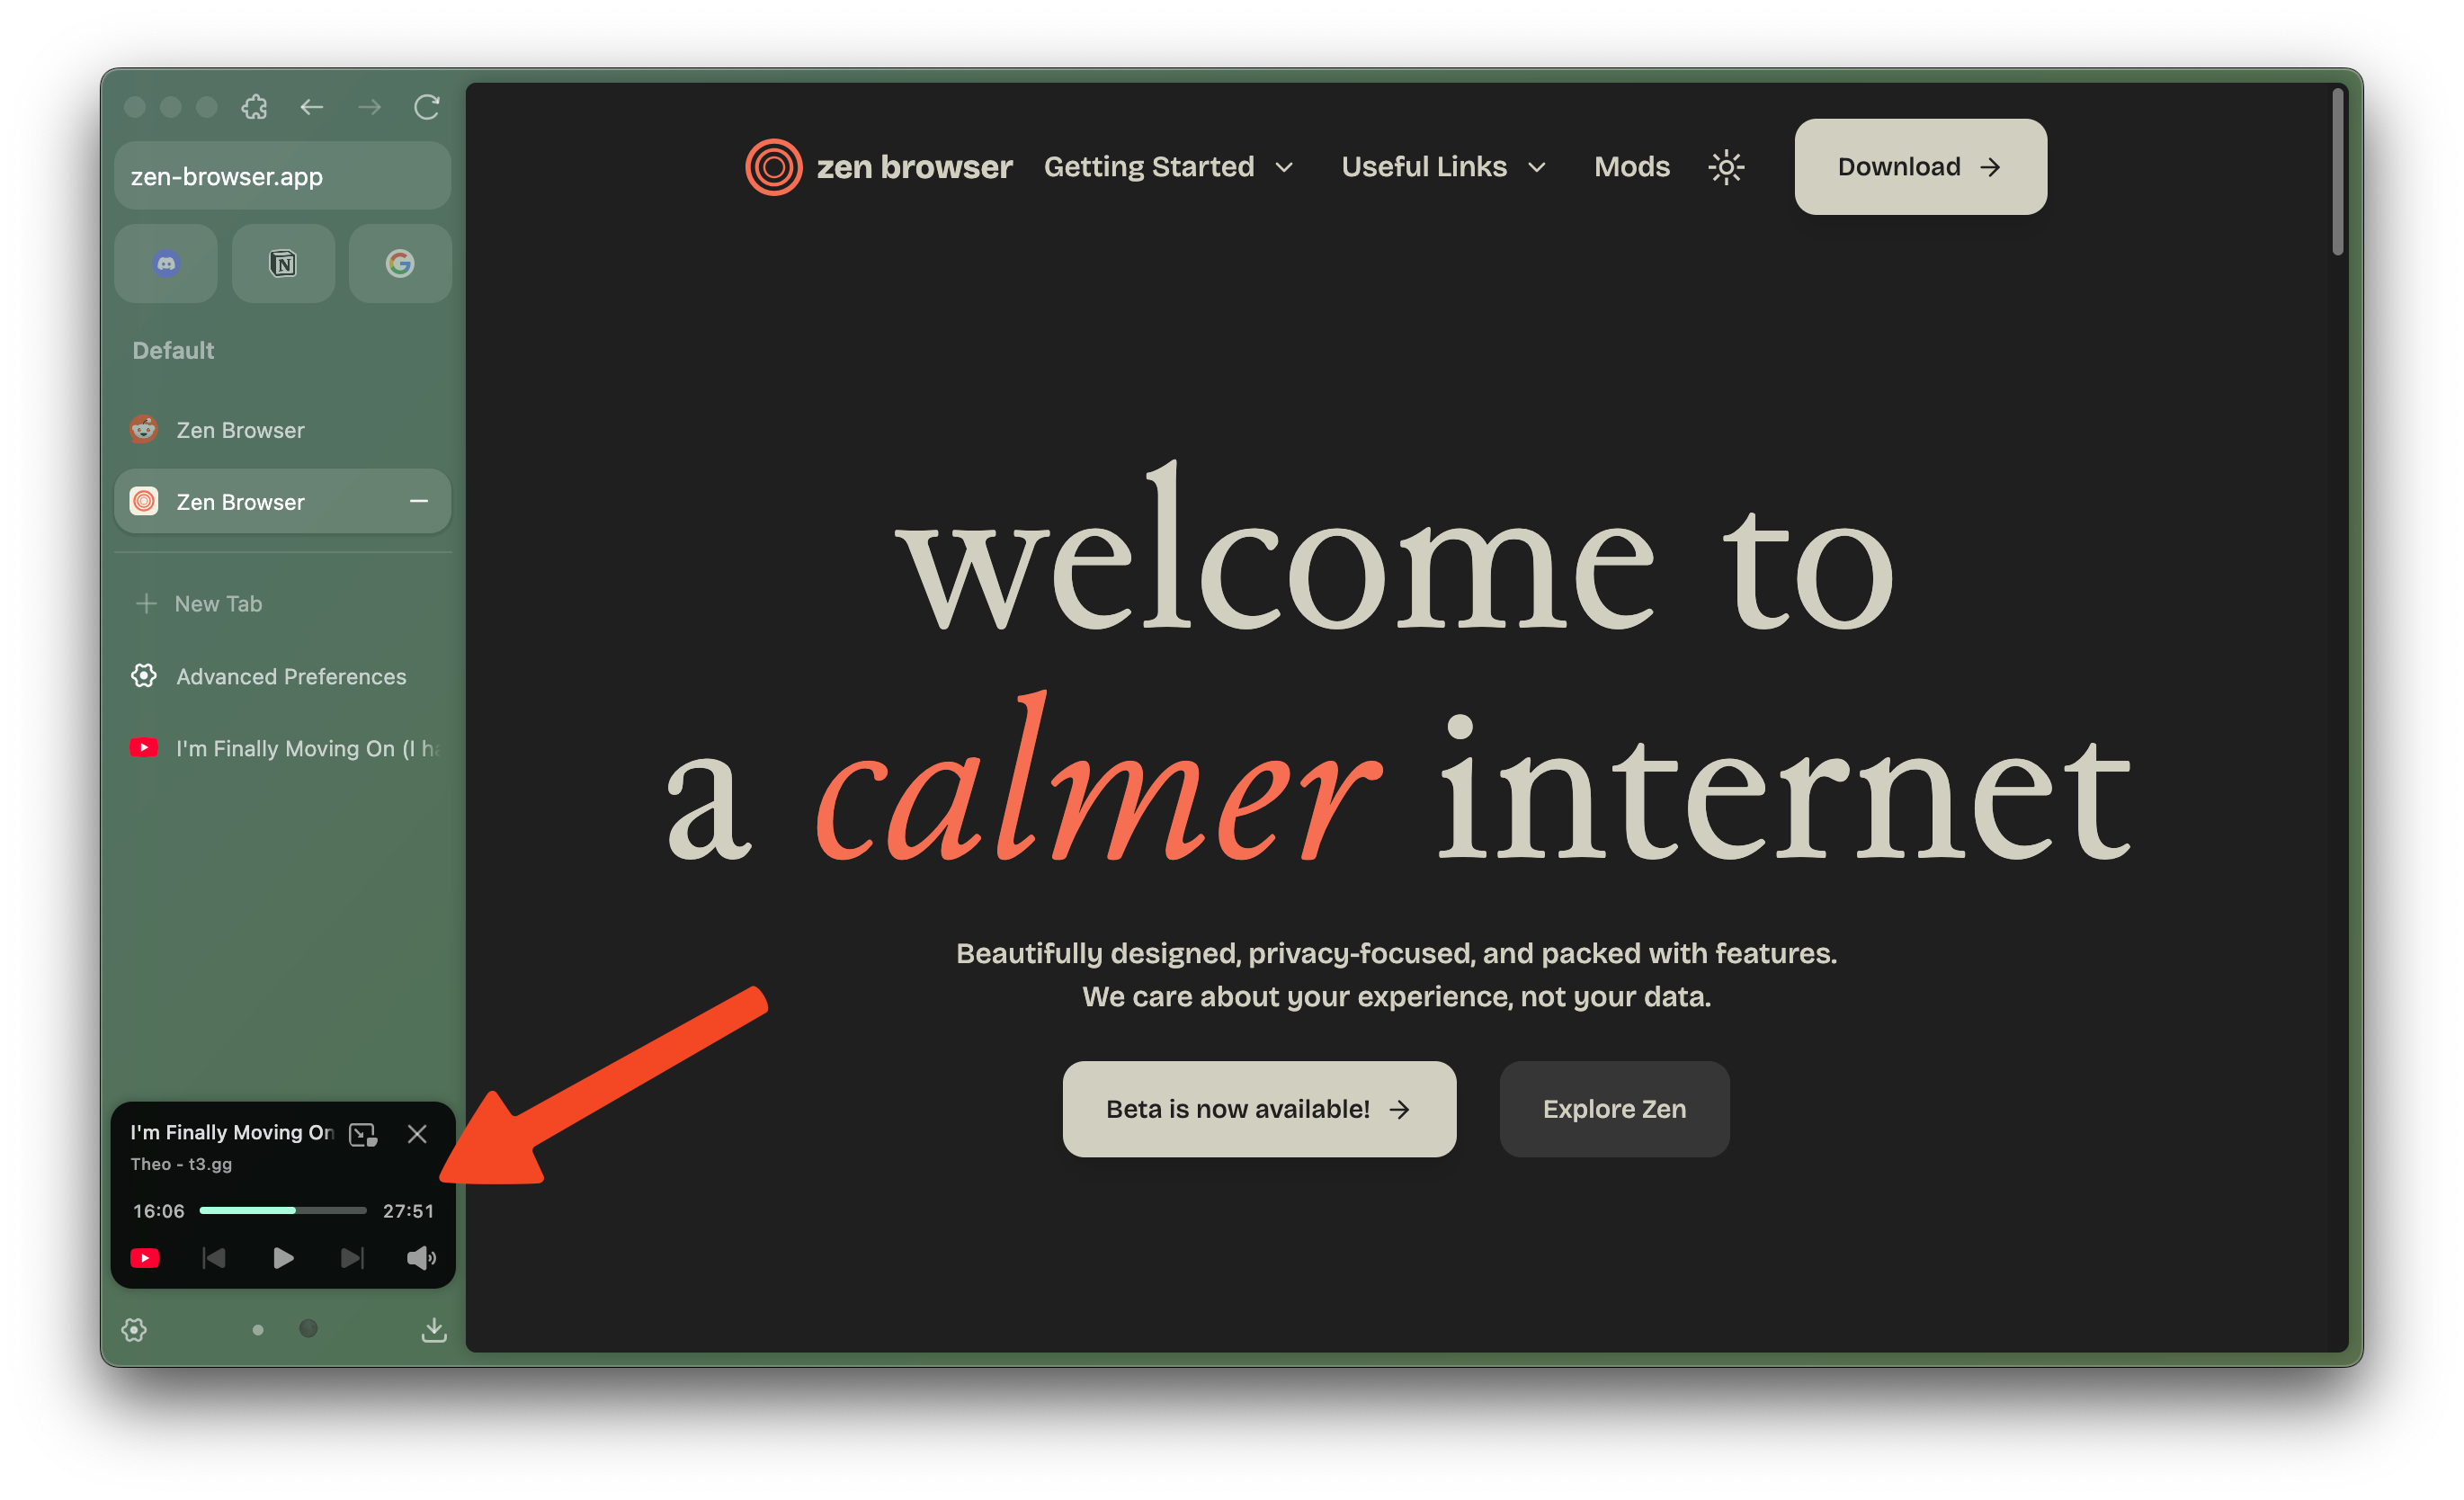 zen-browser.app
Default
Zen Browser
Zen Browser
New Tab
Advanced Preferences
I'm Finally Moving On (I
I'm Finally Moving On
Theo - t3.gg
16:06 27:51
zen browser Getting Started Useful Links Mods Download
welcome to
a calmer internet
Beautifully designed, privacy-focused, and packed with features.
We care about your experience, not your data.
Beta is now available! Explore Zen